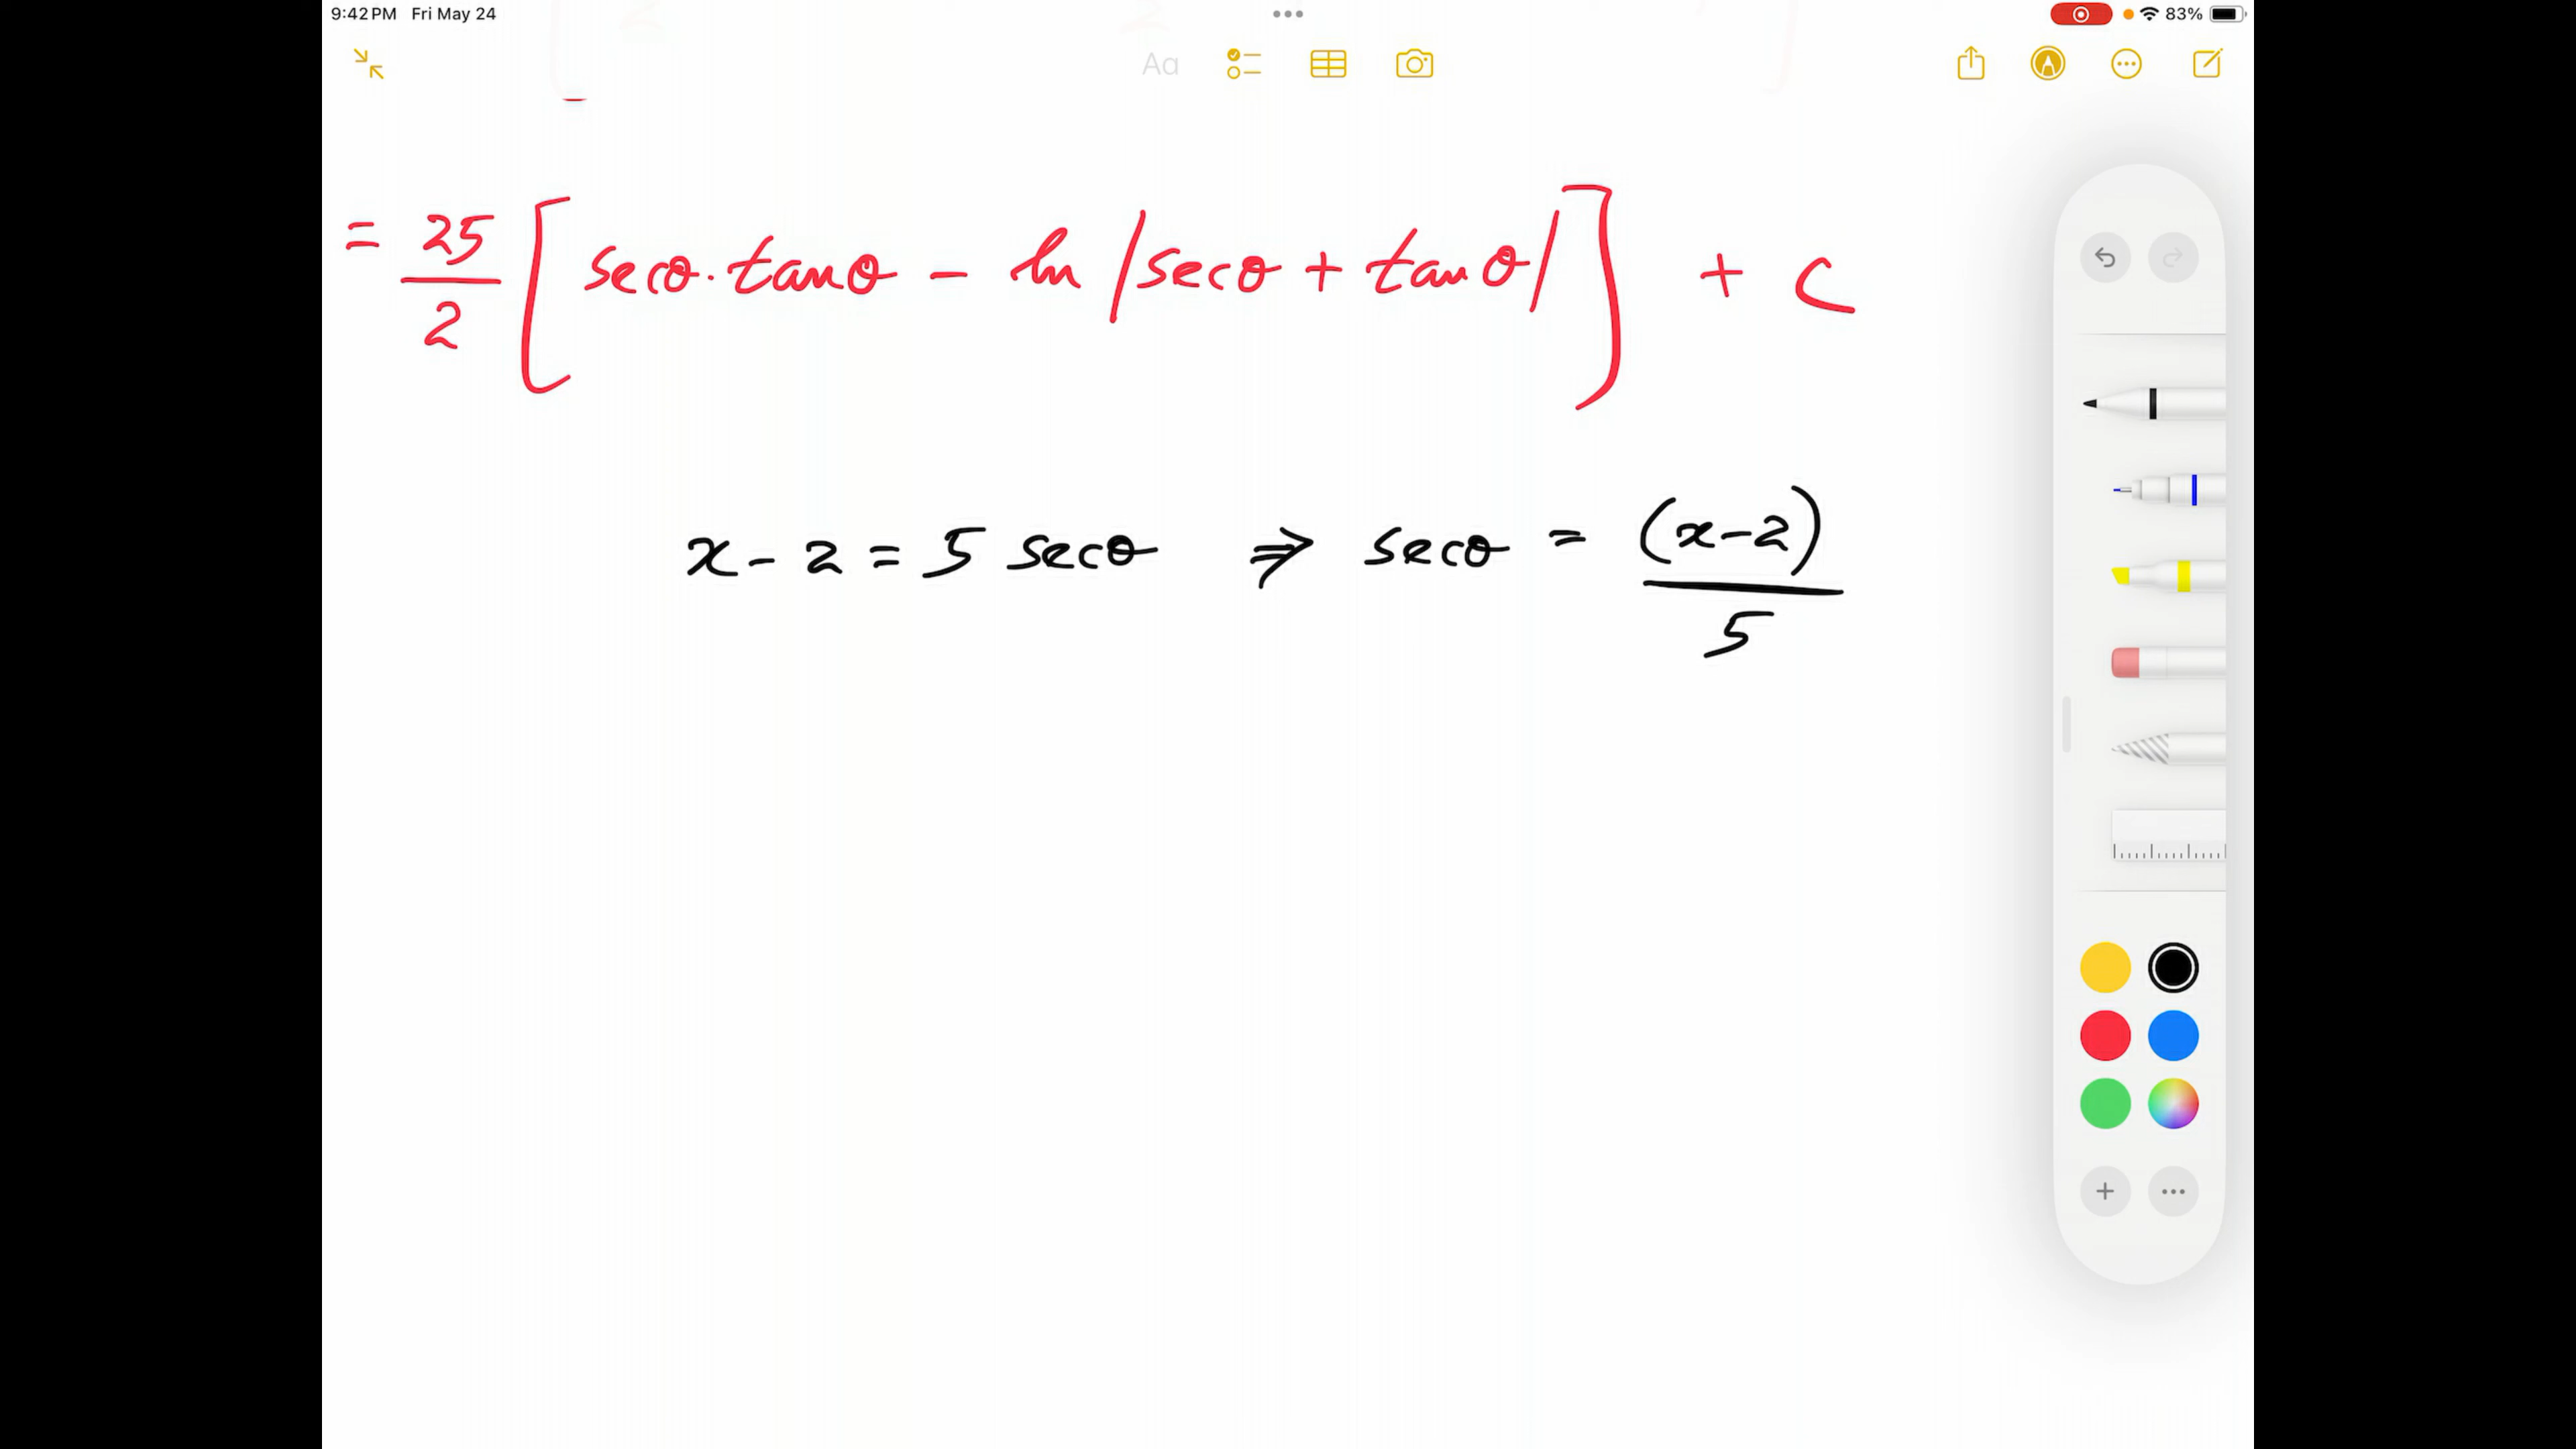 9:42 PM Fri May 24
83%
Aa
= 25/2 [ secθ · tanθ - ln |secθ + tanθ| ] + C
x - 2 = 5 secθ ⇒ secθ = (x-2)/5